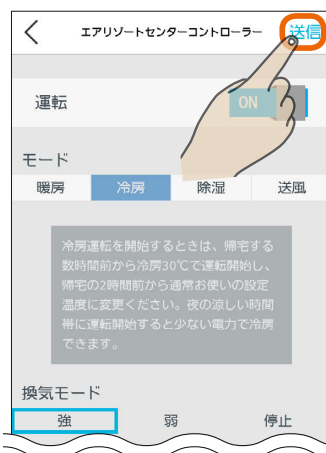 エアリゾートセンターコントローラー 送信
運転 ON
モード
暖房 冷房 除湿 送風
冷房運転を開始するときは、帰宅する
数時間前から冷房30℃で運転開始し、
帰宅の2時間前から通常お使いの設定
温度に変更ください。夜の涼しい時間
帯に運転開始すると少ない電力で冷房
できます。
換気モード
強 弱 停止